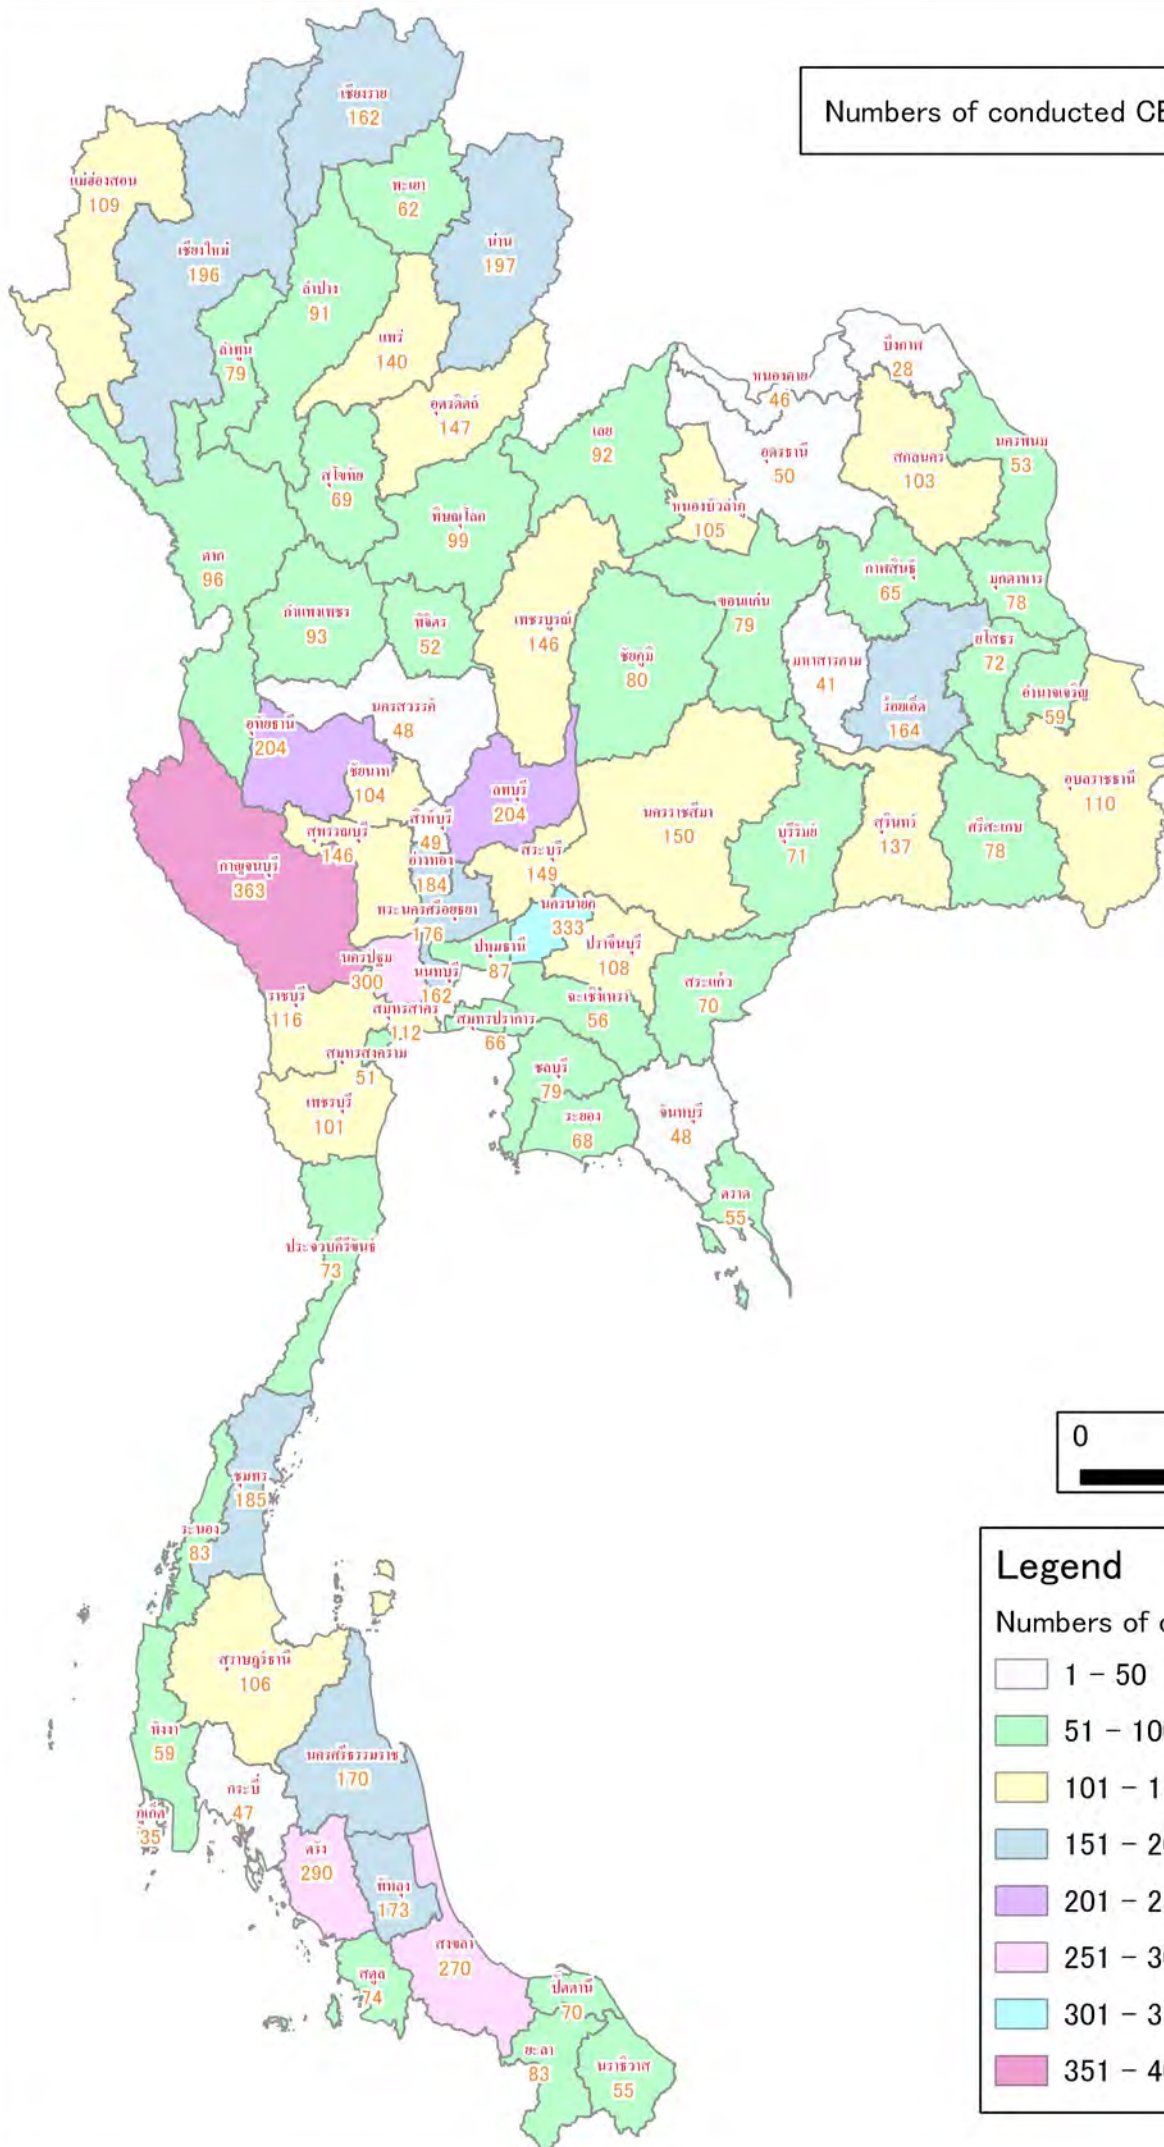 Numbers of conducted CB
เชียงราย
162
แม่ฮ่องสอน
109
พะเยา
62
เชียงใหม่
196
น่าน
197
ลำปาง
91
แพร่
140
ลำพูน
79
บึงกาฬ
28
หนองคาย
46
อุตรดิตถ์
147
เลย
92
อุดรธานี
50
สกลนคร
103
นครพนม
53
สุโขทัย
69
พิษณุโลก
99
หนองบัวลำภู
105
ตาก
96
กำแพงเพชร
93
พิจิตร
52
เพชรบูรณ์
146
ขอนแก่น
79
กาฬสินธุ์
65
มุกดาหาร
78
ชัยภูมิ
80
มหาสารคาม
41
ยโสธร
72
ร้อยเอ็ด
164
อำนาจเจริญ
59
นครสวรรค์
48
อุทัยธานี
204
ชัยนาท
104
ลพบุรี
204
นครราชสีมา
150
อุบลราชธานี
110
สุพรรณบุรี
146
สิงห์บุรี
49
บุรีรัมย์
71
สุรินทร์
137
ศรีสะเกษ
78
กาญจนบุรี
363
อ่างทอง
184
สระบุรี
149
พระนครศรีอยุธยา
176
นครนายก
333
ปทุมธานี
87
ปราจีนบุรี
108
นครปฐม
300
นนทบุรี
162
สระแก้ว
70
ราชบุรี
116
สมุทรสาคร
112
สมุทรปราการ
66
ฉะเชิงเทรา
56
สมุทรสงคราม
51
ชลบุรี
79
เพชรบุรี
101
ระยอง
68
จันทบุรี
48
ตราด
55
ประจวบคีรีขันธ์
73
0
ชุมพร
185
ระนอง
83
Legend
Numbers of c
1 - 50
51 - 10
101 - 1
151 - 20
201 - 2
251 - 30
301 - 3
351 - 40
สุราษฎร์ธานี
106
พังงา
59
นครศรีธรรมราช
170
กระบี่
47
ภูเก็ต
35
ตรัง
290
พัทลุง
173
สงขลา
270
สตูล
74
ปัตตานี
70
ยะลา
83
นราธิวาส
55